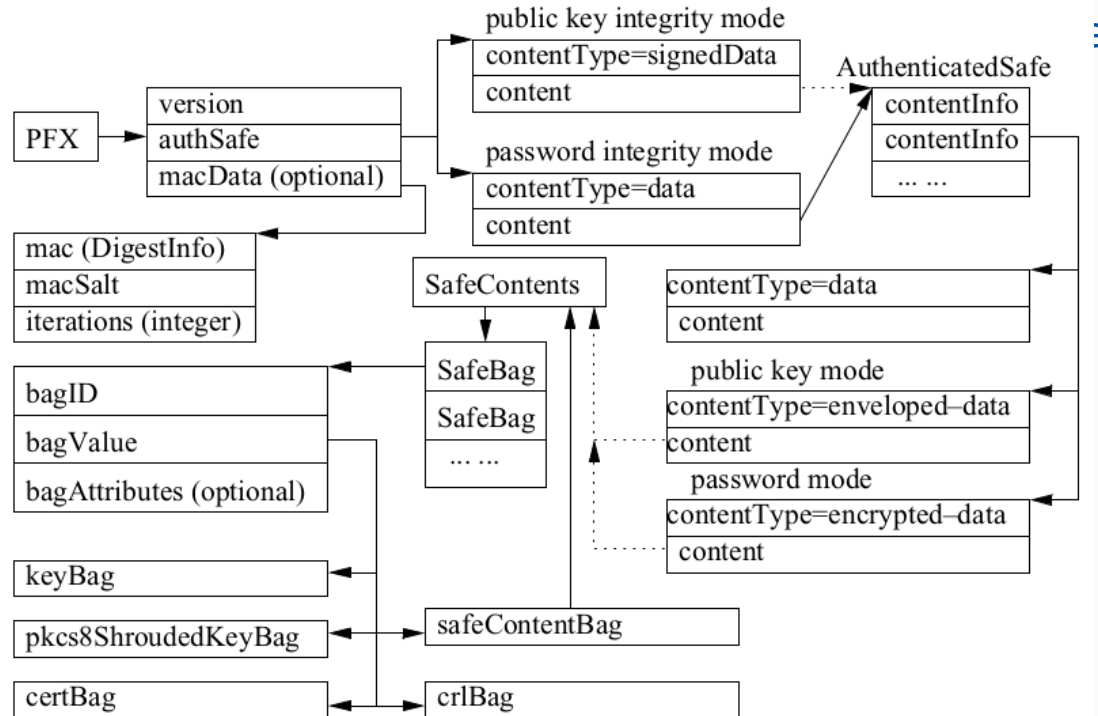 public key integrity mode
contentType=signedData
content
AuthenticatedSafe
contentInfo
contentInfo
... ...
PFX
version
authSafe
macData (optional)
password integrity mode
contentType=data
content
mac (DigestInfo)
macSalt
iterations (integer)
SafeContents
contentType=data
content
SafeBag
SafeBag
... ...
bagID
bagValue
bagAttributes (optional)
public key mode
contentType=enveloped–data
content
password mode
contentType=encrypted–data
content
keyBag
pkcs8ShroudedKeyBag
safeContentBag
certBag
crlBag